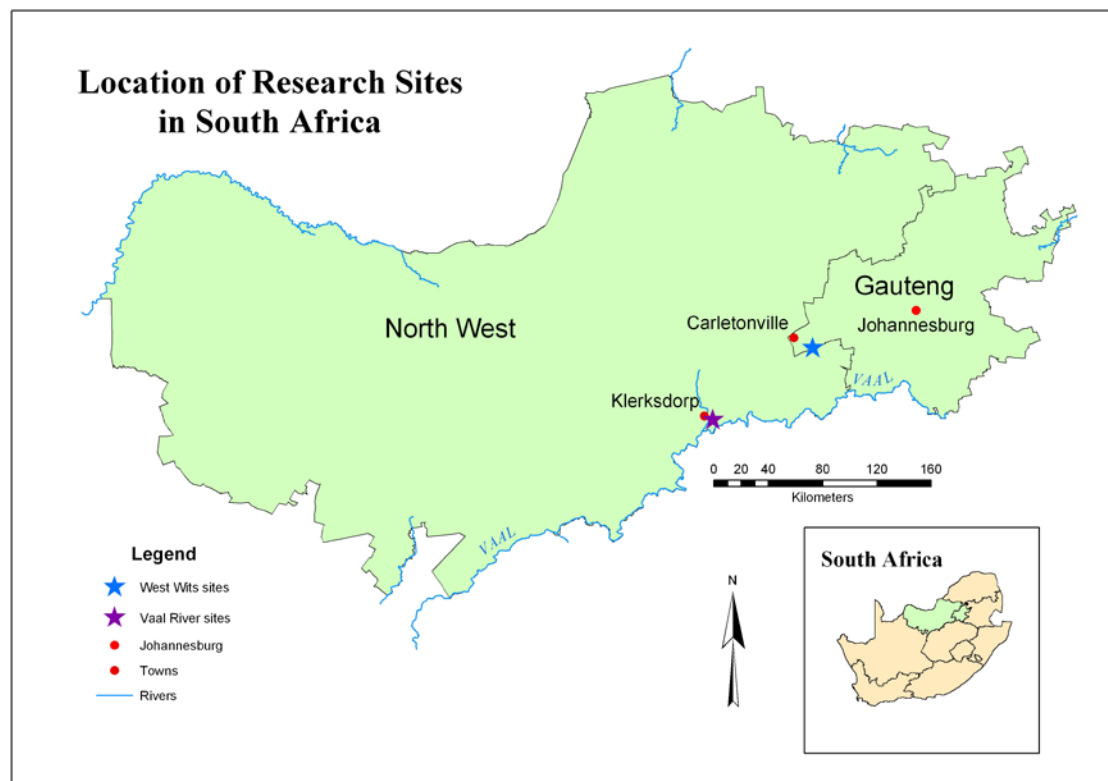 Location of Research Sites
in South Africa
North West
Gauteng
Johannesburg
Carletonville
Klerksdorp
VAAL
VAAL
0 20 40 80 120 160
Kilometers
Legend
West Wits sites
Vaal River sites
Johannesburg
Towns
Rivers
N
South Africa